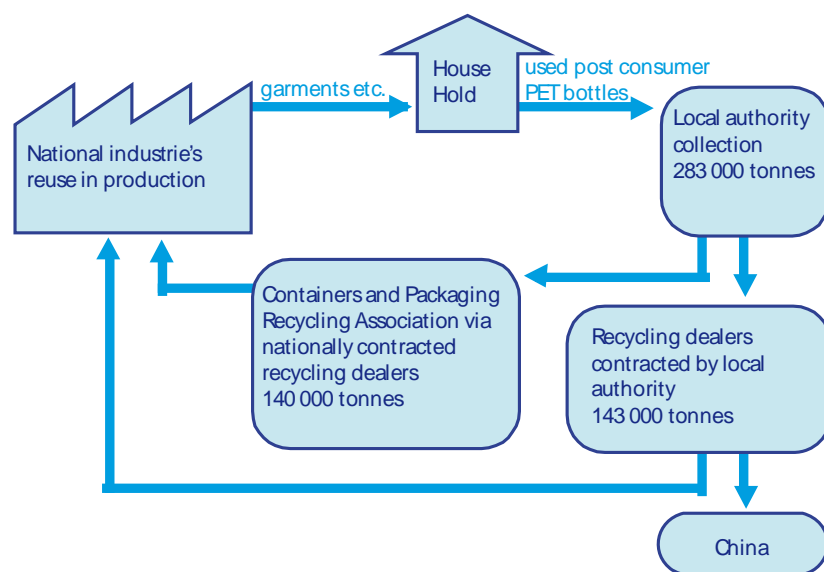 House
Hold
garments etc.
used post consumer
PET bottles
Local authority
collection
283 000 tonnes
National industrie's
reuse in production
Containers and Packaging
Recycling Association via
nationally contracted
recycling dealers
140 000 tonnes
Recycling dealers
contracted by local
authority
143 000 tonnes
China